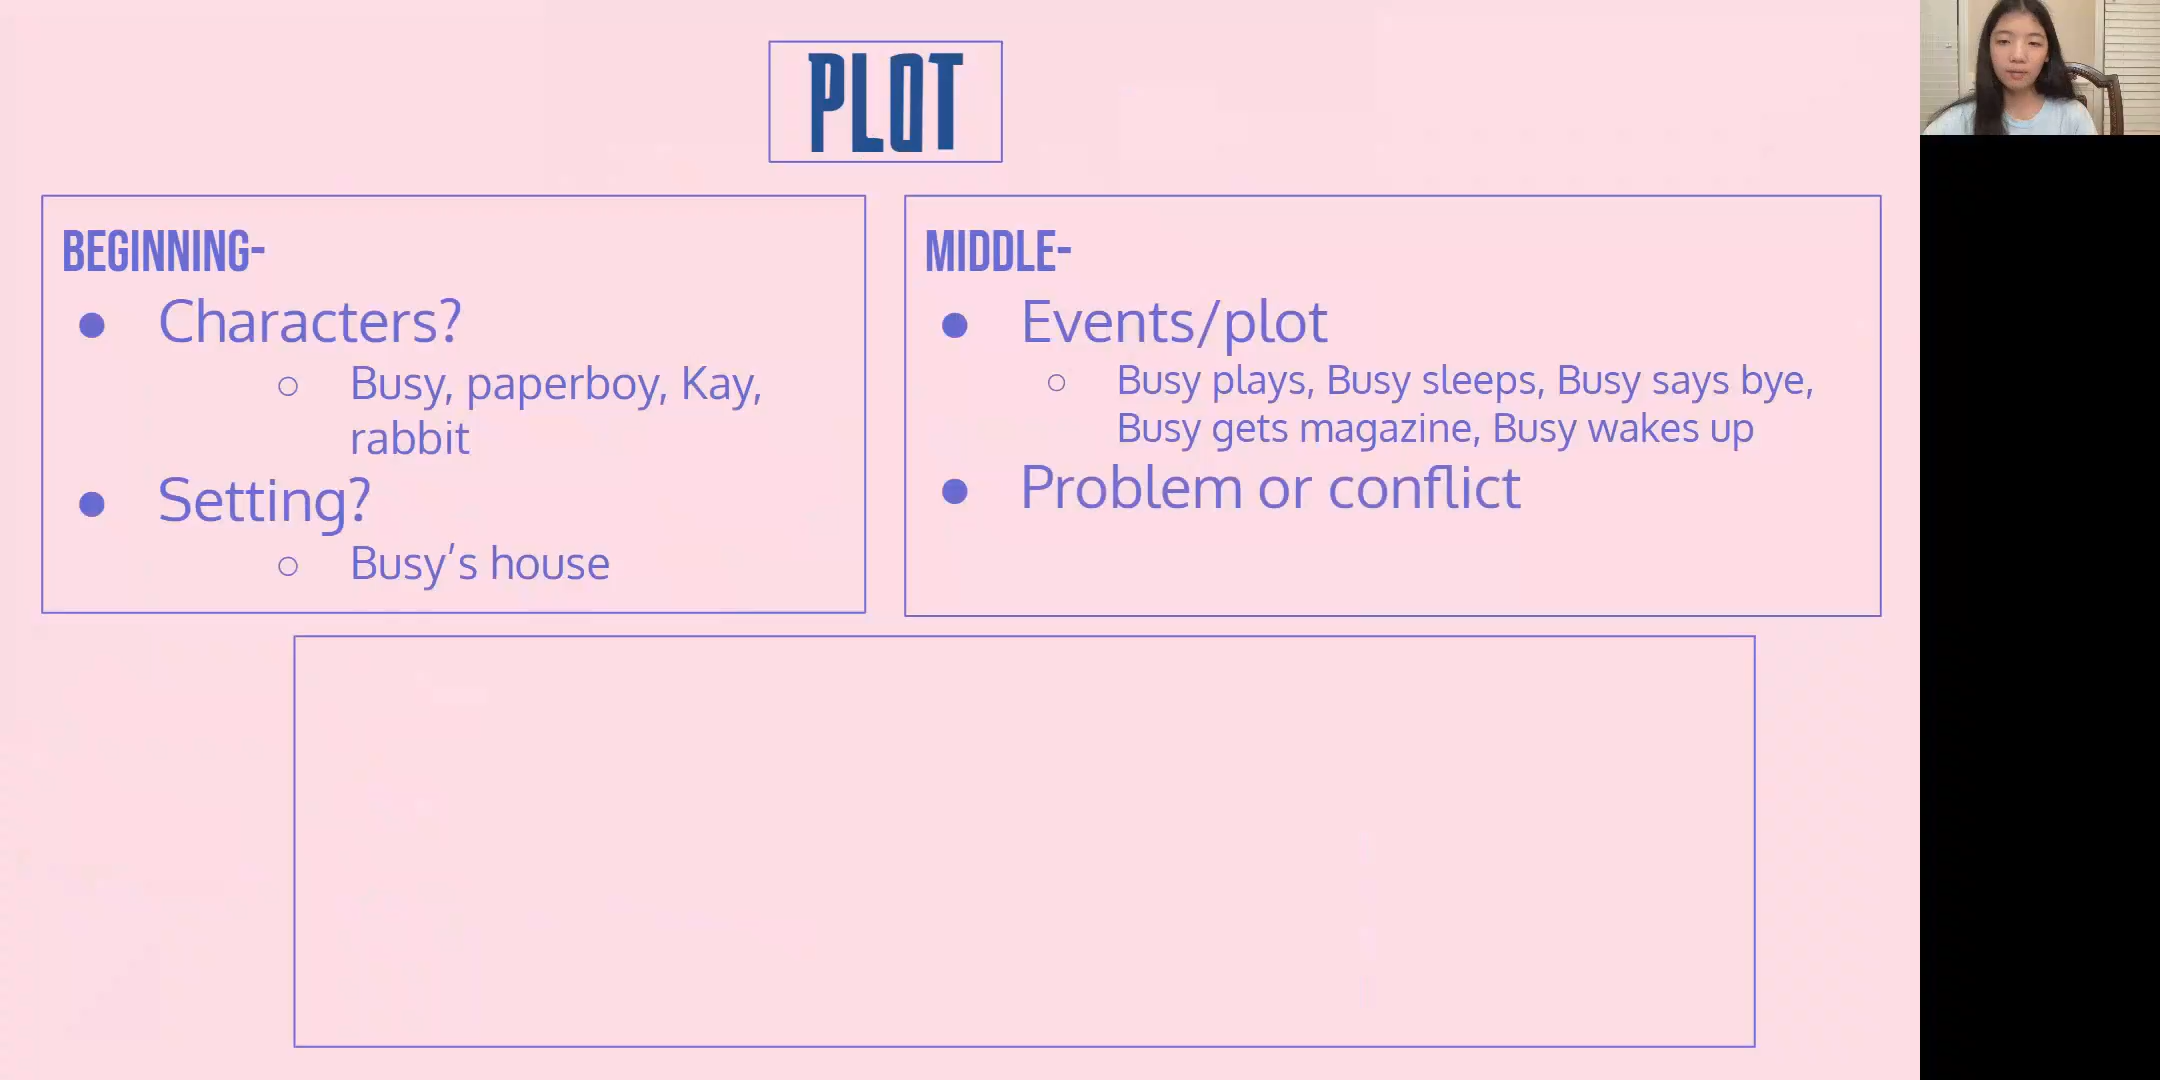 PLOT
BEGINNING-
● Characters?
○ Busy, paperboy, Kay,
rabbit
● Setting?
○ Busy's house
MIDDLE-
● Events/plot
○ Busy plays, Busy sleeps, Busy says bye,
Busy gets magazine, Busy wakes up
● Problem or conflict